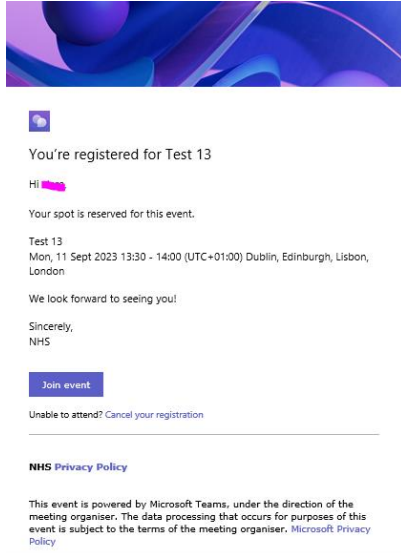 You're registered for Test 13
Hi
Your spot is reserved for this event.
Test 13
Mon, 11 Sept 2023 13:30 - 14:00 (UTC+01:00) Dublin, Edinburgh, Lisbon,
London
We look forward to seeing you!
Sincerely,
NHS
Join event
Unable to attend? Cancel your registration
NHS Privacy Policy
This event is powered by Microsoft Teams, under the direction of the
meeting organiser. The data processing that occurs for purposes of this
event is subject to the terms of the meeting organiser. Microsoft Privacy
Policy